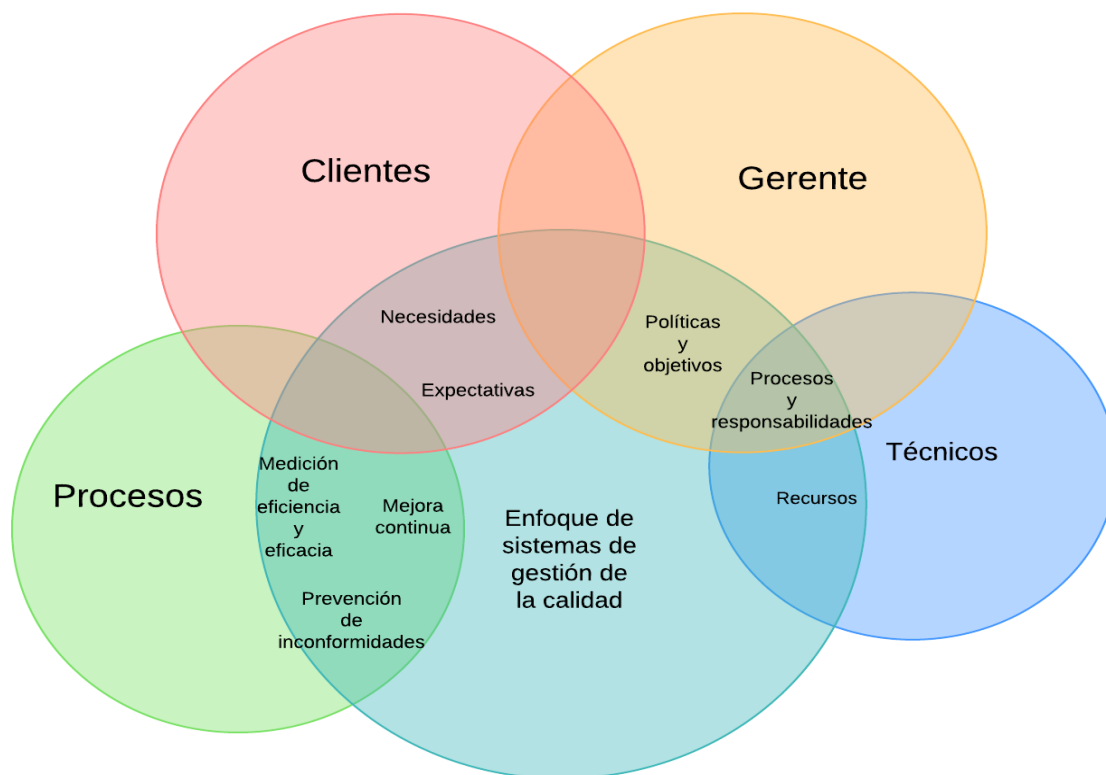 Clientes
Gerente
Necesidades
Expectativas
Políticas
y
objetivos
Procesos
y
responsabilidades
Técnicos
Recursos
Procesos
Medición
de
eficiencia
y
eficacia
Mejora
continua
Prevención
de
inconformidades
Enfoque de
sistemas de
gestión de
la calidad